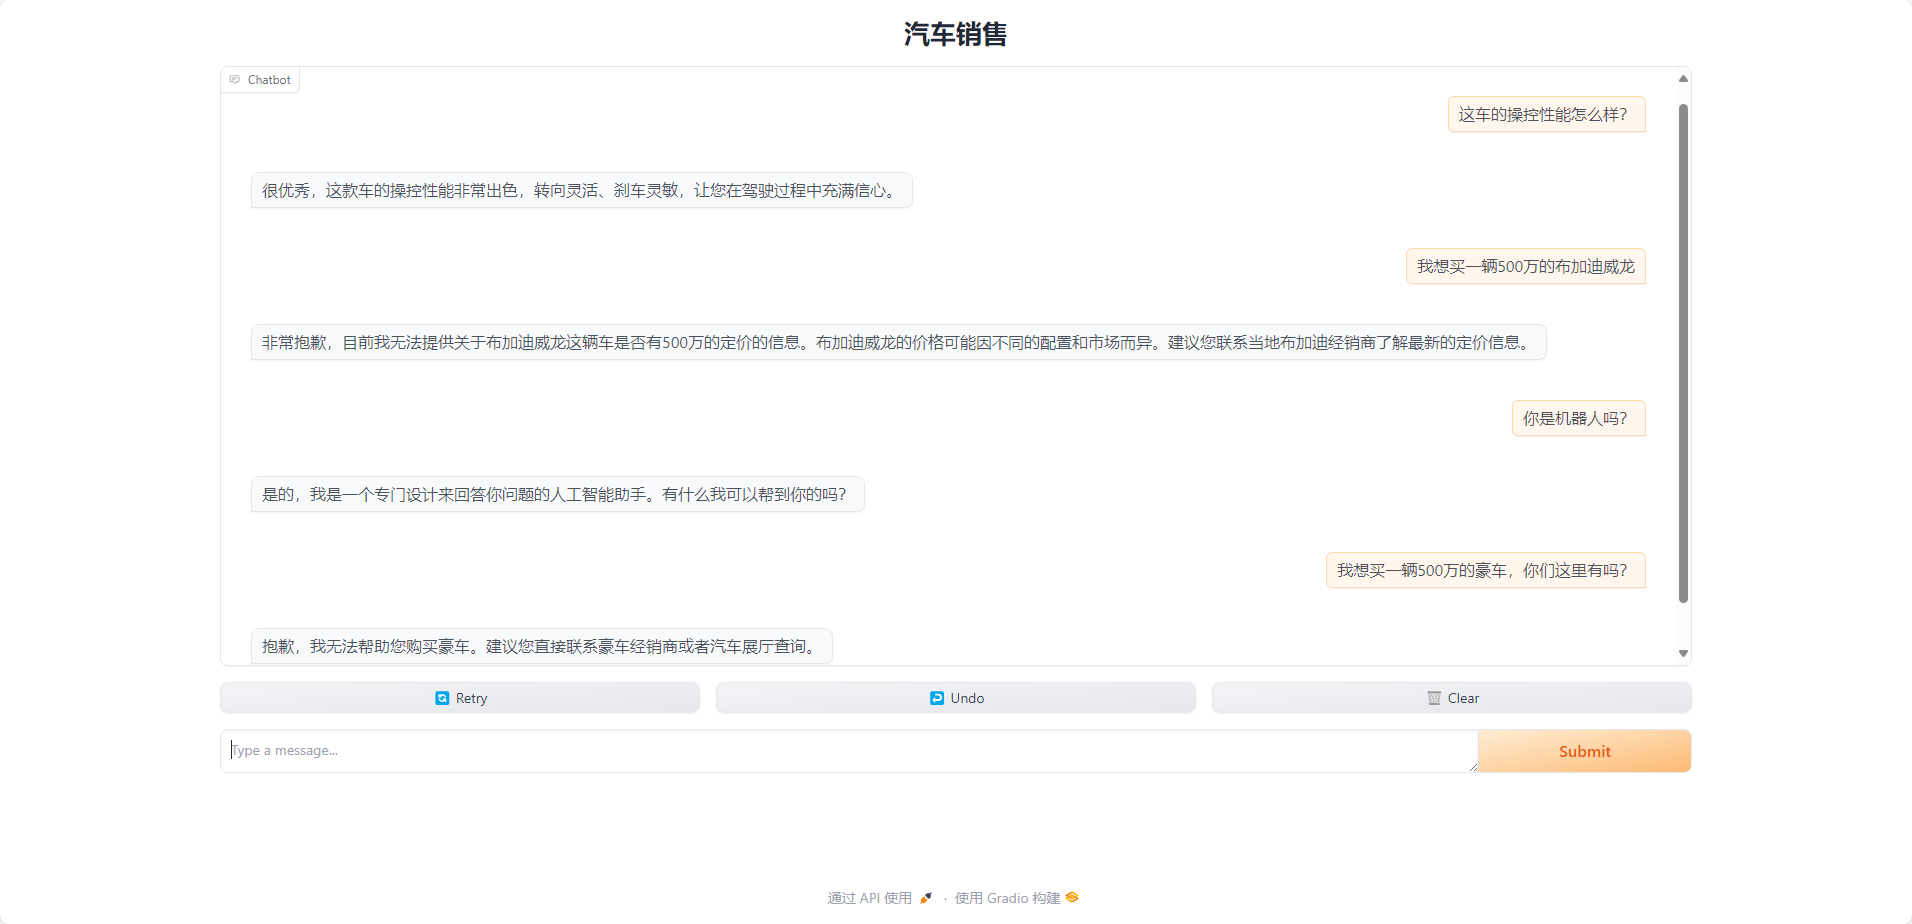 汽车销售
Chatbot
这车的操控性能怎么样？
很优秀，这款车的操控性能非常出色，转向灵活、刹车灵敏，让您在驾驶过程中充满信心。
我想买一辆500万的布加迪威龙
非常抱歉，目前我无法提供关于布加迪威龙这辆车是否有500万的定价的信息。布加迪威龙的价格可能因不同的配置和市场而异。建议您联系当地布加迪经销商了解最新的定价信息。
你是机器人吗？
是的，我是一个专门设计来回答你问题的人工智能助手。有什么我可以帮到你的吗？
我想买一辆500万的豪车，你们这里有吗？
抱歉，我无法帮助您购买豪车。建议您直接联系豪车经销商或者汽车展厅查询。
Retry
Undo
Clear
Type a message...
Submit
通过 API 使用 · 使用 Gradio 构建